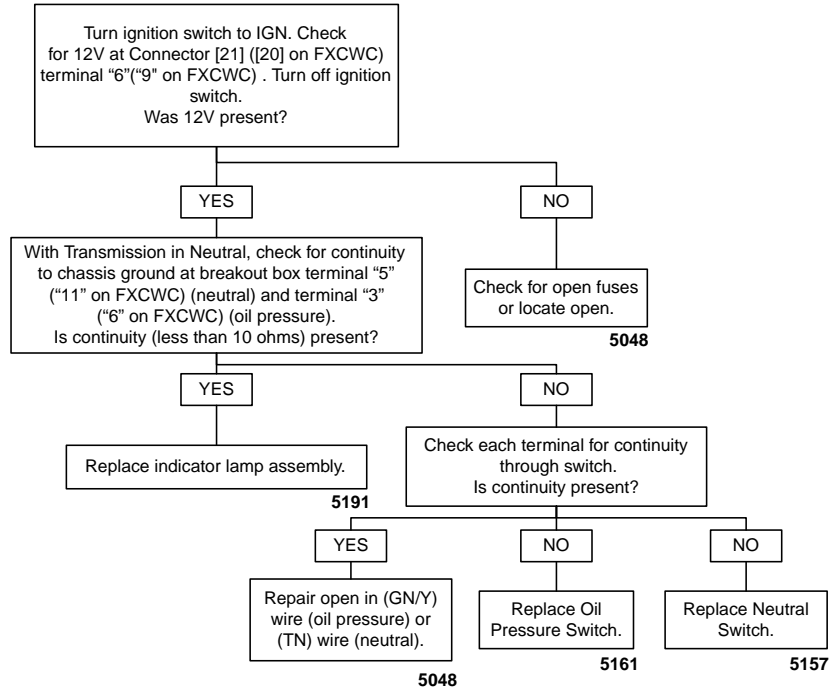 Turn ignition switch to IGN. Check
for 12V at Connector [21] ([20] on FXCWC)
terminal “6”(“9" on FXCWC) . Turn off ignition
switch.
Was 12V present?
YES
NO
With Transmission in Neutral, check for continuity
to chassis ground at breakout box terminal “5”
(“11” on FXCWC) (neutral) and terminal “3”
(“6” on FXCWC) (oil pressure).
Is continuity (less than 10 ohms) present?
Check for open fuses
or locate open.
5048
YES
NO
Replace indicator lamp assembly.
5191
Check each terminal for continuity
through switch.
Is continuity present?
YES
NO
NO
Repair open in (GN/Y)
wire (oil pressure) or
(TN) wire (neutral).
5048
Replace Oil
Pressure Switch.
5161
Replace Neutral
Switch.
5157